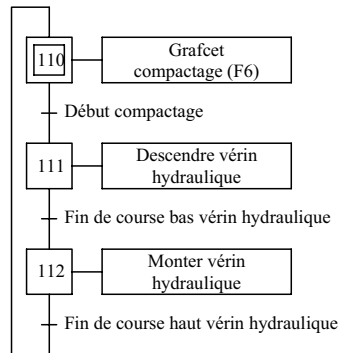 110
Grafcet
compactage (F6)
Début compactage
111
Descendre vérin
hydraulique
Fin de course bas vérin hydraulique
112
Monter vérin
hydraulique
Fin de course haut vérin hydraulique